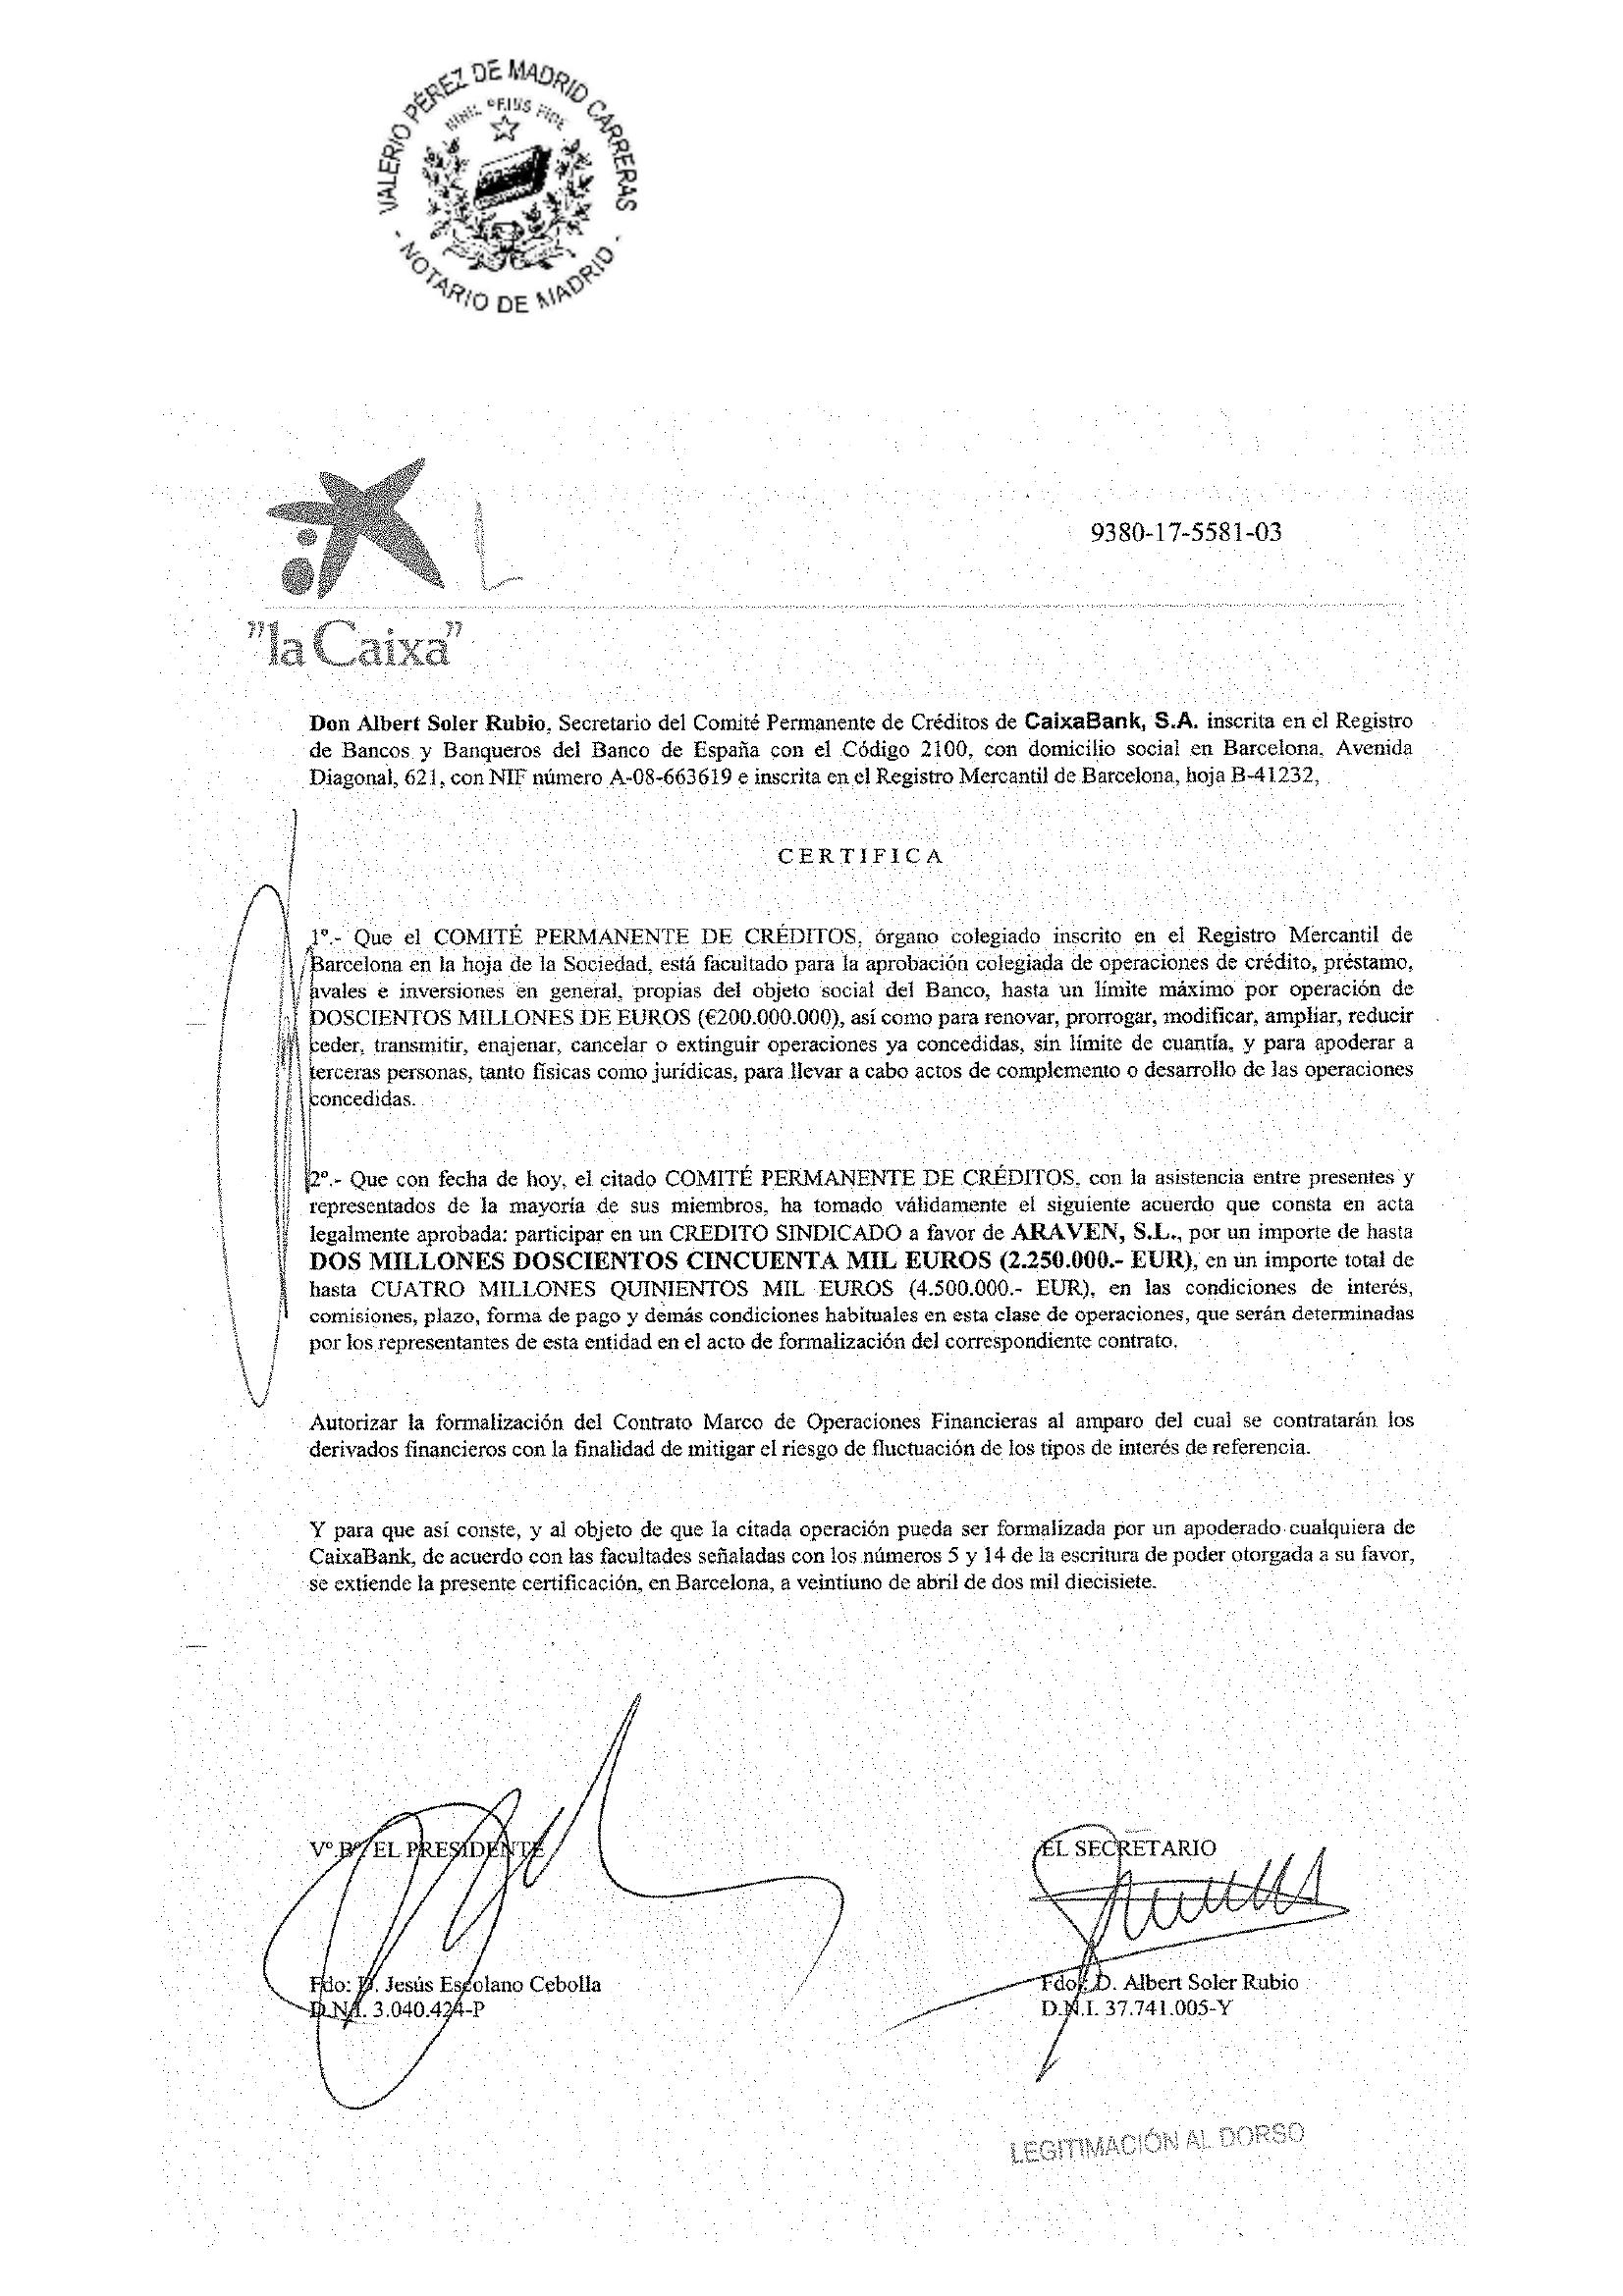 VALERIO PÉREZ DE MADRID CARRERAS
NIHIL PRIUS FIDE
- NOTARIO DE MADRID -
9380-17-5581-03
"la Caixa"
Don Albert Soler Rubio, Secretario del Comité Permanente de Créditos de CaixaBank, S.A. inscrita en el Registro
de Bancos y Banqueros del Banco de España con el Código 2100, con domicilio social en Barcelona, Avenida
Diagonal, 621, con NIF número A-08-663619 e inscrita en el Registro Mercantil de Barcelona, hoja B-41232,
CERTIFICA
1º.- Que el COMITÉ PERMANENTE DE CRÉDITOS, órgano colegiado inscrito en el Registro Mercantil de
Barcelona en la hoja de la Sociedad, está facultado para la aprobación colegiada de operaciones de crédito, préstamo,
avales e inversiones en general, propias del objeto social del Banco, hasta un límite máximo por operación de
DOSCIENTOS MILLONES DE EUROS (€200.000.000), así como para renovar, prorrogar, modificar, ampliar, reducir
ceder, transmitir, enajenar, cancelar o extinguir operaciones ya concedidas, sin límite de cuantía, y para apoderar a
terceras personas, tanto físicas como jurídicas, para llevar a cabo actos de complemento o desarrollo de las operaciones
concedidas.
2º.- Que con fecha de hoy, el citado COMITÉ PERMANENTE DE CRÉDITOS, con la asistencia entre presentes y
representados de la mayoría de sus miembros, ha tomado válidamente el siguiente acuerdo que consta en acta
legalmente aprobada: participar en un CREDITO SINDICADO a favor de ARAVEN, S.L., por un importe de hasta
DOS MILLONES DOSCIENTOS CINCUENTA MIL EUROS (2.250.000.- EUR), en un importe total de
hasta CUATRO MILLONES QUINIENTOS MIL EUROS (4.500.000.- EUR), en las condiciones de interés,
comisiones, plazo, forma de pago y demás condiciones habituales en esta clase de operaciones, que serán determinadas
por los representantes de esta entidad en el acto de formalización del correspondiente contrato.
Autorizar la formalización del Contrato Marco de Operaciones Financieras al amparo del cual se contratarán los
derivados financieros con la finalidad de mitigar el riesgo de fluctuación de los tipos de interés de referencia.
Y para que así conste, y al objeto de que la citada operación pueda ser formalizada por un apoderado cualquiera de
CaixaBank, de acuerdo con las facultades señaladas con los números 5 y 14 de la escritura de poder otorgada a su favor,
se extiende la presente certificación, en Barcelona, a veintiuno de abril de dos mil diecisiete.
Vº Bº EL PRESIDENTE
EL SECRETARIO
Fdo: D. Jesús Escolano Cebolla
Fdo: D. Albert Soler Rubio
D.N.I. 3.040.424-P
D.N.I. 37.741.005-Y
LEGITIMACIÓN AL DORSO